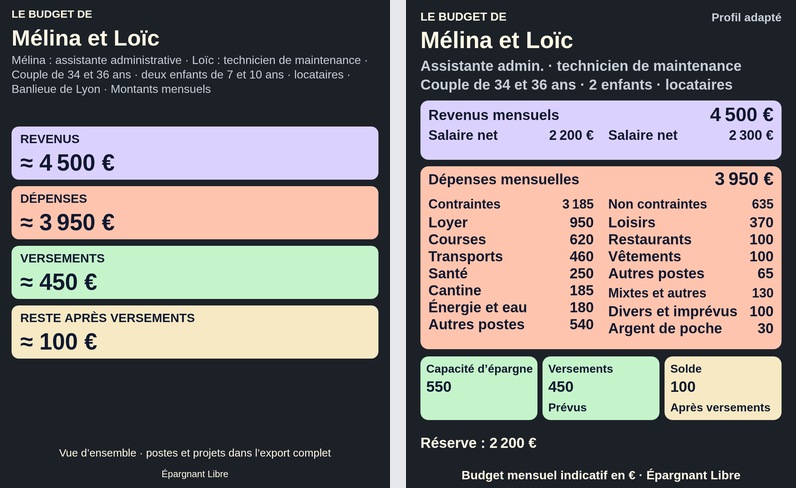 LE BUDGET DE
Mélina et Loïc
Mélina : assistante administrative · Loïc : technicien de maintenance ·
Couple de 34 et 36 ans · deux enfants de 7 et 10 ans · locataires ·
Banlieue de Lyon · Montants mensuels
REVENUS
≈ 4 500 €
DÉPENSES
≈ 3 950 €
VERSEMENTS
≈ 450 €
RESTE APRÈS VERSEMENTS
≈ 100 €
Vue d’ensemble · postes et projets dans l’export complet
Épargnant Libre
LE BUDGET DE
Profil adapté
Mélina et Loïc
Assistante admin. · technicien de maintenance
Couple de 34 et 36 ans · 2 enfants · locataires
Revenus mensuels 4 500 €
Salaire net 2 200 € Salaire net 2 300 €
Dépenses mensuelles 3 950 €
Contraintes 3 185
Loyer 950
Courses 620
Transports 460
Santé 250
Cantine 185
Énergie et eau 180
Autres postes 540
Non contraintes 635
Loisirs 370
Restaurants 100
Vêtements 100
Autres postes 65
Mixtes et autres 130
Divers et imprévus 100
Argent de poche 30
Capacité d’épargne
550
Versements
450
Prévus
Solde
100
Après versements
Réserve : 2 200 €
Budget mensuel indicatif en € · Épargnant Libre